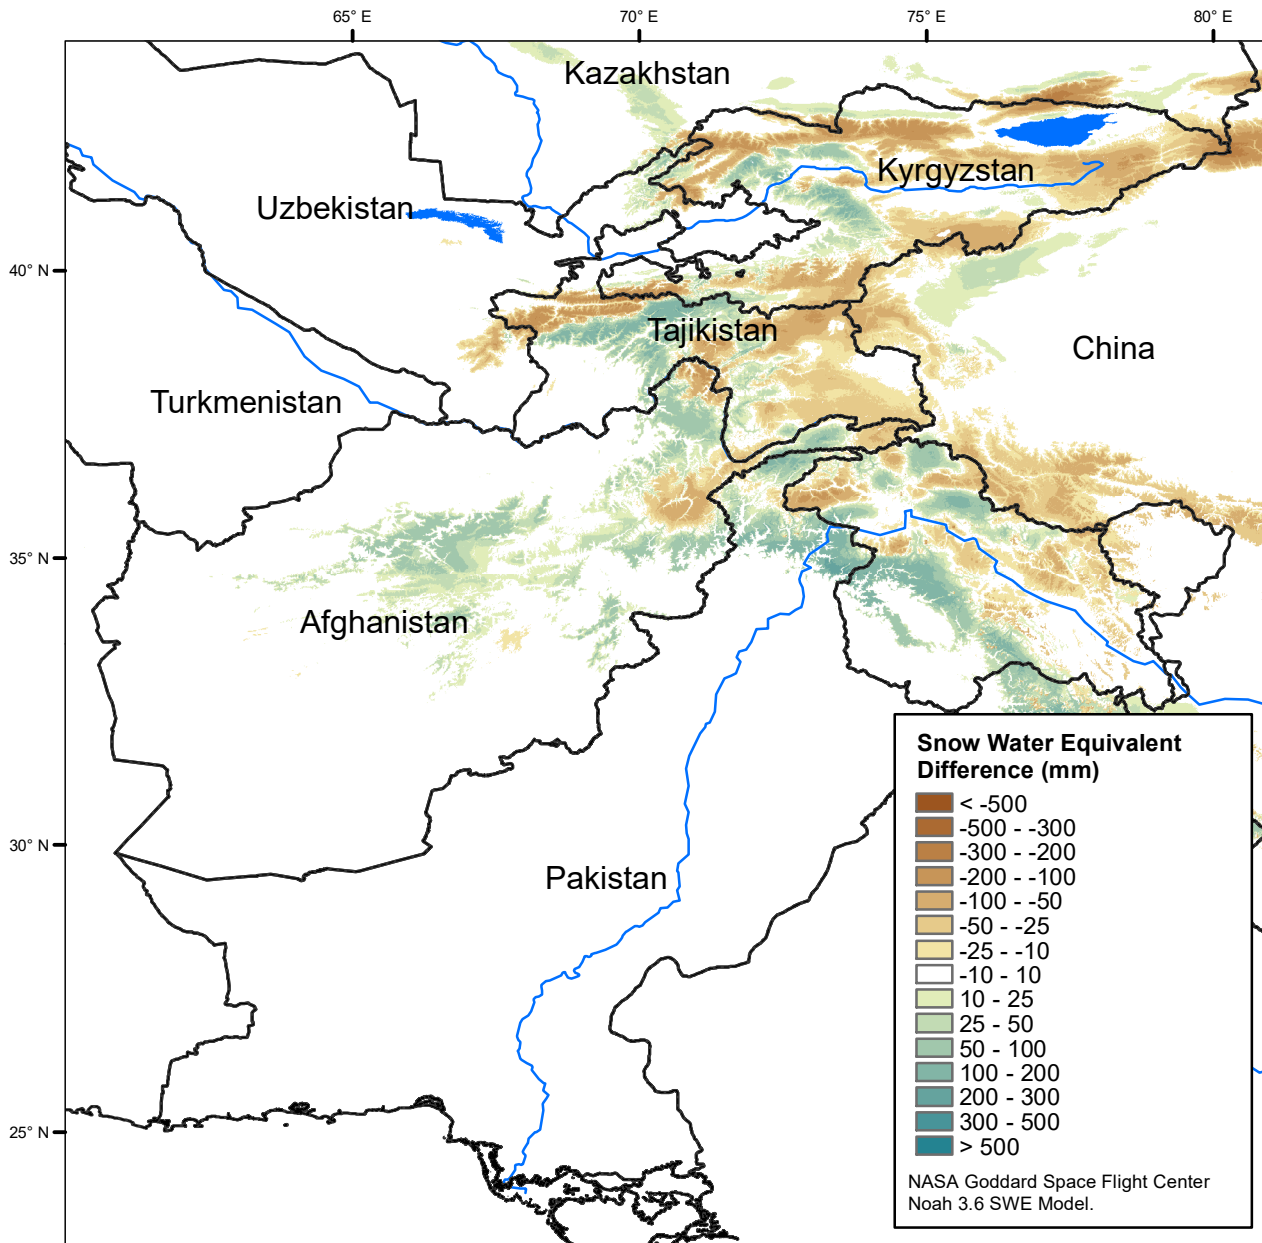 65° E
70° E
75° E
80° E
Kazakhstan
Kyrgyzstan
Uzbekistan
40° N
Tajikistan
China
Turkmenistan
35° N
Afghanistan
30° N
Pakistan
25° N
Snow Water Equivalent
Difference (mm)
< -500
-500 - -300
-300 - -200
-200 - -100
-100 - -50
-50 - -25
-25 - -10
-10 - 10
10 - 25
25 - 50
50 - 100
100 - 200
200 - 300
300 - 500
> 500
NASA Goddard Space Flight Center
Noah 3.6 SWE Model.